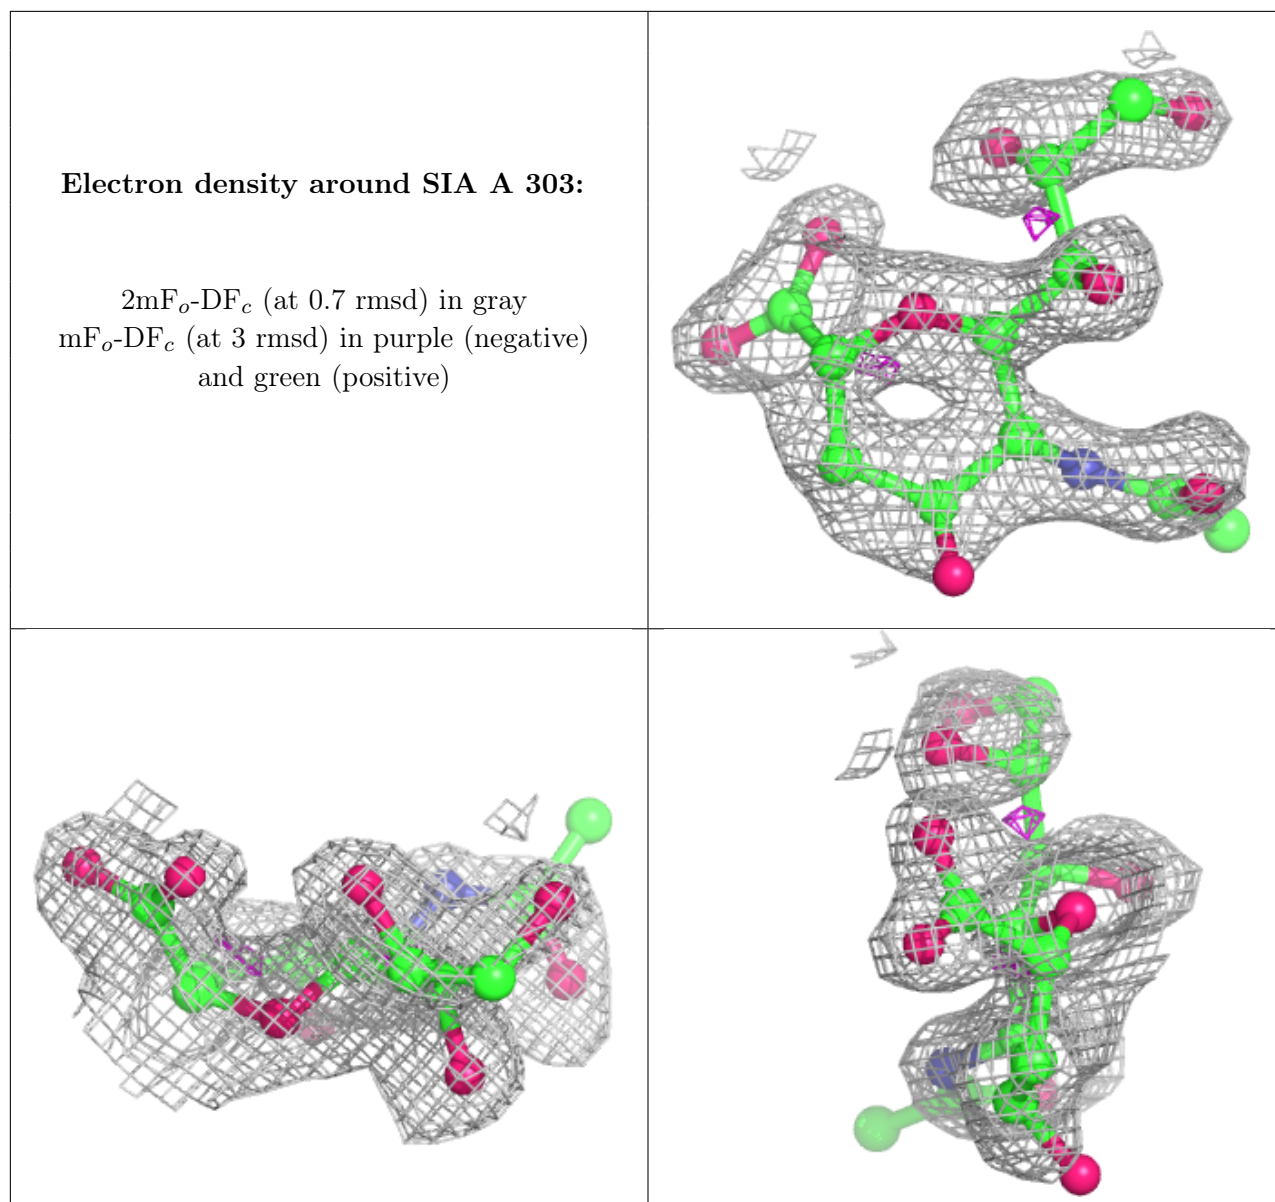 Electron density around SIA A 303:
2mFo-DFc (at 0.7 rmsd) in gray
mFo-DFc (at 3 rmsd) in purple (negative)
and green (positive)